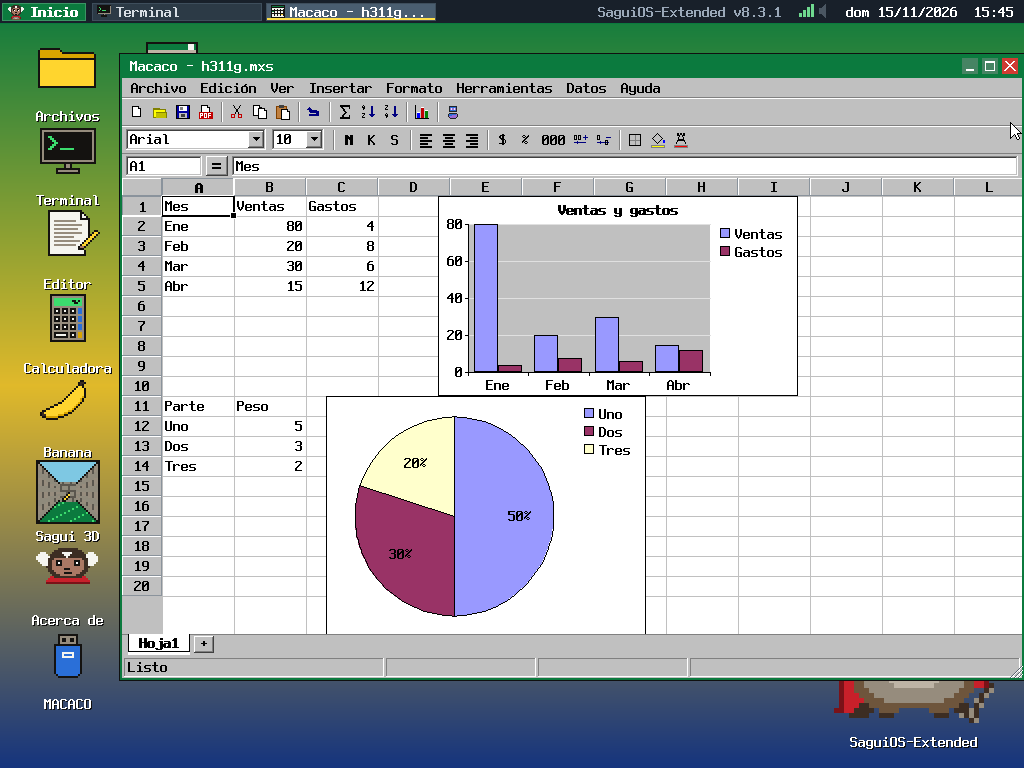 Inicio
Terminal
Macaco - h311g...
SaguiOS-Extended v8.3.1
dom 15/11/2026
15:45
Archivos
Terminal
Editor
Calculadora
Banana
Sagui 3D
Acerca de
MACACO
Macaco - h311g.mxs
Archivo Edición Ver Insertar Formato Herramientas Datos Ayuda
PDF
Arial 10 N K S $ % 000
A1 = Mes
A B C D E F G H I J K L
1 Mes Ventas Gastos
2 Ene 80 4
3 Feb 20 8
4 Mar 30 6
5 Abr 15 12
6
7
8
9
10
11 Parte Peso
12 Uno 5
13 Dos 3
14 Tres 2
15
16
17
18
19
20
Ventas y gastos
80
60
40
20
0
Ene Feb Mar Abr
Ventas
Gastos
Uno
Dos
Tres
20%
50%
30%
Hoja1 +
Listo
SaguiOS-Extended